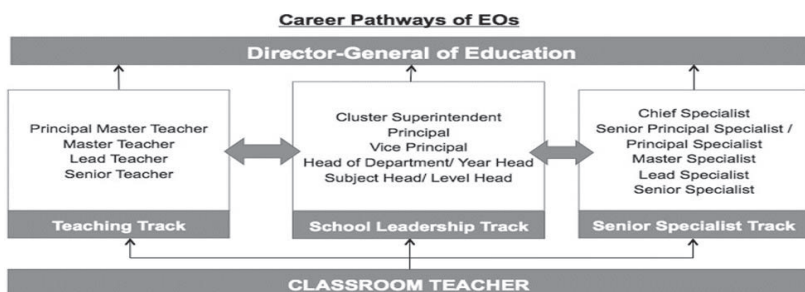 Career Pathways of EOs
Director-General of Education
Principal Master Teacher
Master Teacher
Lead Teacher
Senior Teacher
Teaching Track
Cluster Superintendent
Principal
Vice Principal
Head of Department/ Year Head
Subject Head/ Level Head
School Leadership Track
Chief Specialist
Senior Principal Specialist /
Principal Specialist
Master Specialist
Lead Specialist
Senior Specialist
Senior Specialist Track
CLASSROOM TEACHER